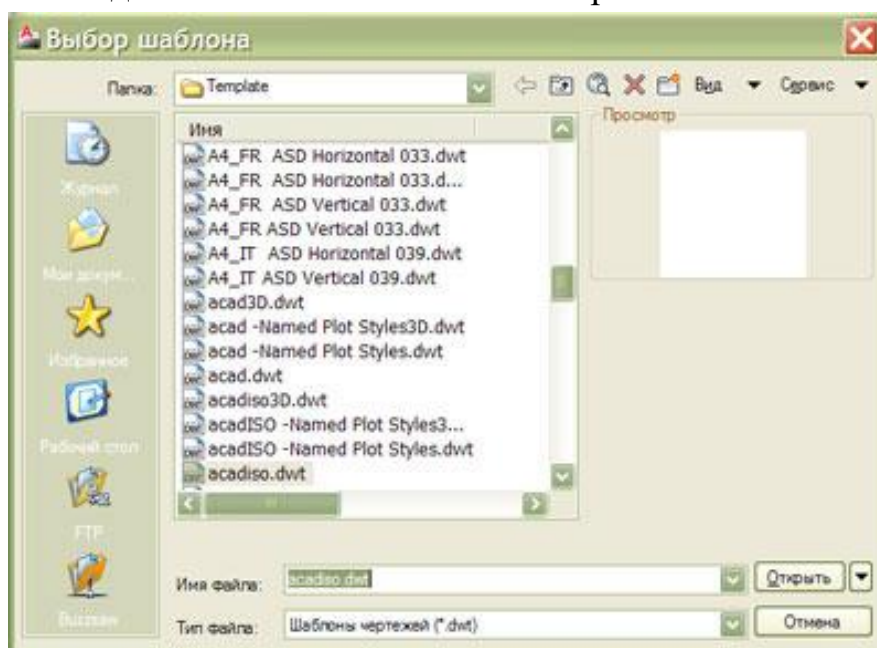 Выбор шаблона
Папка: Template Вид Сервис
Имя
Просмотр
A4_FR ASD Horizontal 033.dwt
A4_FR ASD Horizontal 033.d...
A4_FR ASD Vertical 033.dwt
A4_FR ASD Vertical 033.dwt
A4_IT ASD Horizontal 039.dwt
A4_IT ASD Vertical 039.dwt
acad3D.dwt
acad -Named Plot Styles3D.dwt
acad -Named Plot Styles.dwt
acad.dwt
acadiso3D.dwt
acadISO -Named Plot Styles3...
acadISO -Named Plot Styles.dwt
acadiso.dwt
Журнал
Мои докум...
Избранное
Рабочий стол
FTP
Buzzsaw
Имя файла: acadiso.dwt Открыть
Тип файла: Шаблоны чертежей (*.dwt) Отмена